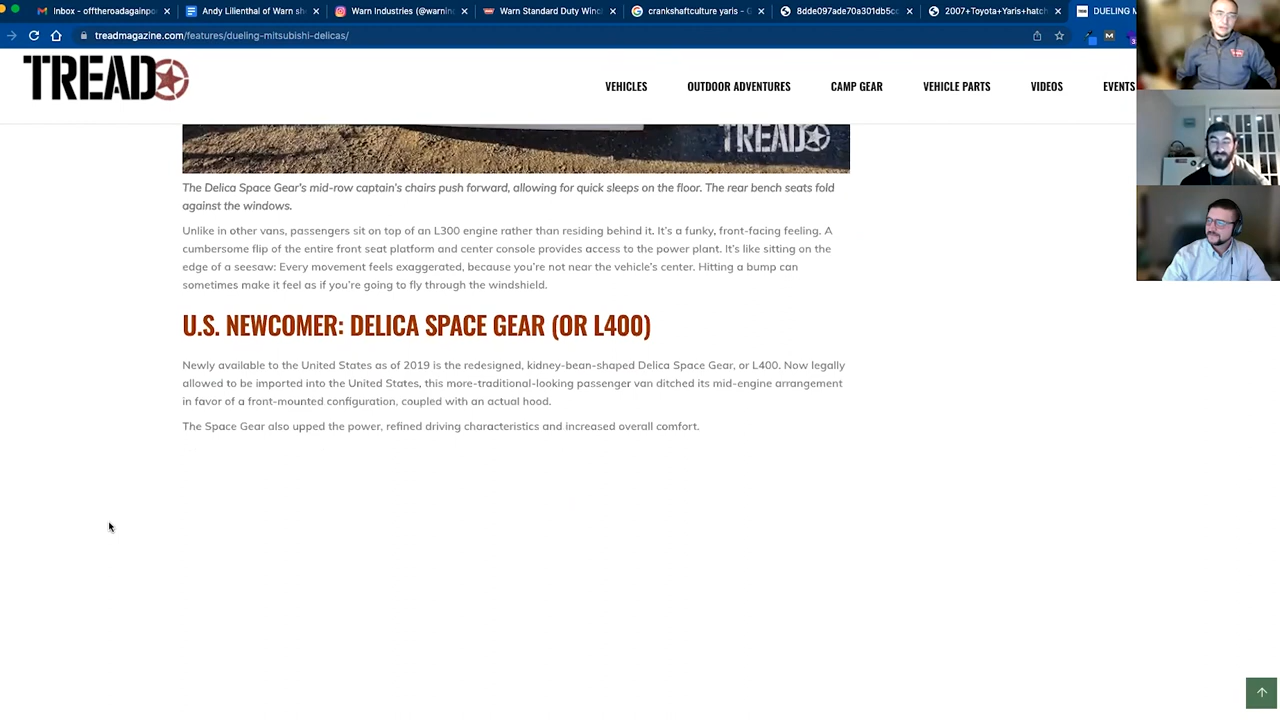 Inbox - offtheroadagainpo
Andy Lilienthal of Warn sh
Warn Industries (@warning
Warn Standard Duty Winc
crankshaftculture yaris - G
8dde097ade70a301db5cc
2007+Toyota+Yaris+hatch
DUELING M
treadmagazine.com/features/dueling-mitsubishi-delicas/
TREAD
VEHICLES
OUTDOOR ADVENTURES
CAMP GEAR
VEHICLE PARTS
VIDEOS
EVENTS
TREAD
The Delica Space Gear's mid-row captain's chairs push forward, allowing for quick sleeps on the floor. The rear bench seats fold
against the windows.
Unlike in other vans, passengers sit on top of an L300 engine rather than residing behind it. It's a funky, front-facing feeling. A
cumbersome flip of the entire front seat platform and center console provides access to the power plant. It's like sitting on the
edge of a seesaw: Every movement feels exaggerated, because you're not near the vehicle's center. Hitting a bump can
sometimes make it feel as if you're going to fly through the windshield.
U.S. NEWCOMER: DELICA SPACE GEAR (OR L400)
Newly available to the United States as of 2019 is the redesigned, kidney-bean-shaped Delica Space Gear, or L400. Now legally
allowed to be imported into the United States, this more-traditional-looking passenger van ditched its mid-engine arrangement
in favor of a front-mounted configuration, coupled with an actual hood.
The Space Gear also upped the power, refined driving characteristics and increased overall comfort.